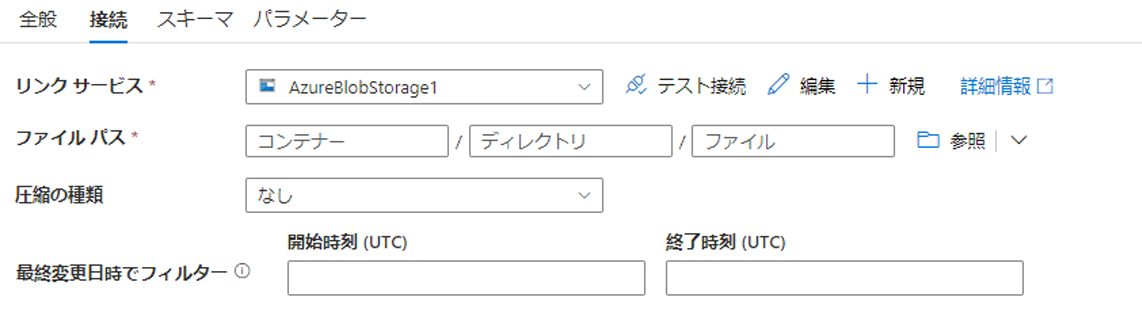 全般 接続 スキーマ パラメーター
リンク サービス * AzureBlobStorage1 テスト接続 編集 新規 詳細情報
ファイル パス * コンテナー / ディレクトリ / ファイル 参照
圧縮の種類 なし
開始時刻 (UTC) 終了時刻 (UTC)
最終変更日時でフィルター